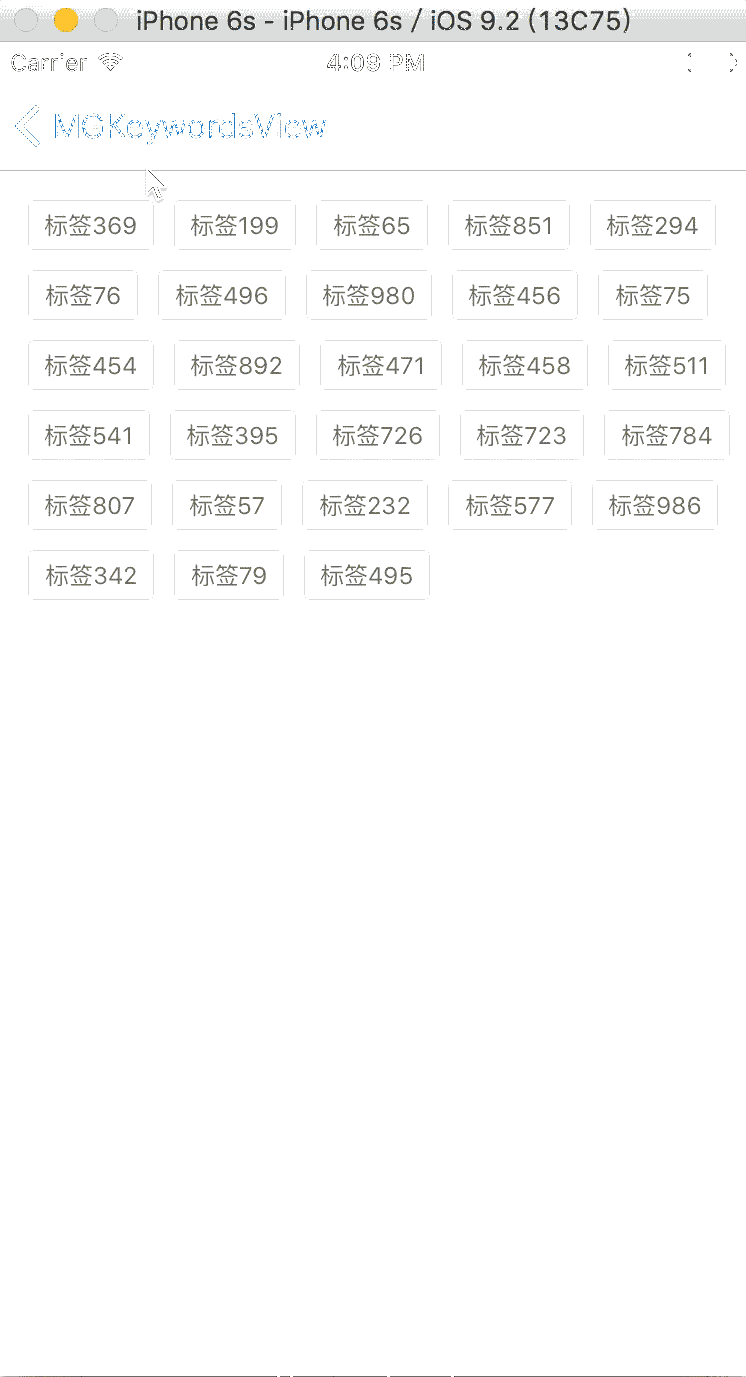 iPhone 6s - iPhone 6s / iOS 9.2 (13C75)
Carrier 4:09 PM
MGKeywordsView
标签369 标签199 标签65 标签851 标签294
标签76 标签496 标签980 标签456 标签75
标签454 标签892 标签471 标签458 标签511
标签541 标签395 标签726 标签723 标签784
标签807 标签57 标签232 标签577 标签986
标签342 标签79 标签495